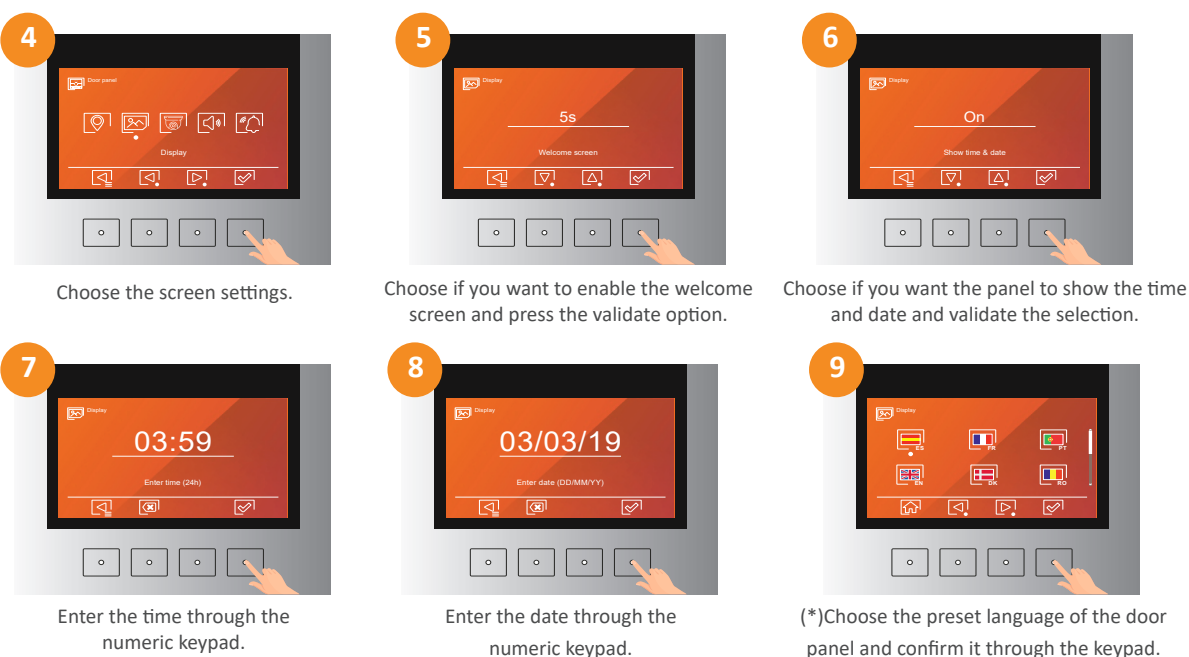 4
Door panel
Display
Choose the screen settings.
5
Display
5s
Welcome screen
Choose if you want to enable the welcome
screen and press the validate option.
6
Display
On
Show time & date
Choose if you want the panel to show the time
and date and validate the selection.
7
Display
03:59
Enter time (24h)
Enter the time through the
numeric keypad.
8
Display
03/03/19
Enter date (DD/MM/YY)
Enter the date through the
numeric keypad.
9
Display
ES FR PT
EN DK RO
(*)Choose the preset language of the door
panel and confirm it through the keypad.